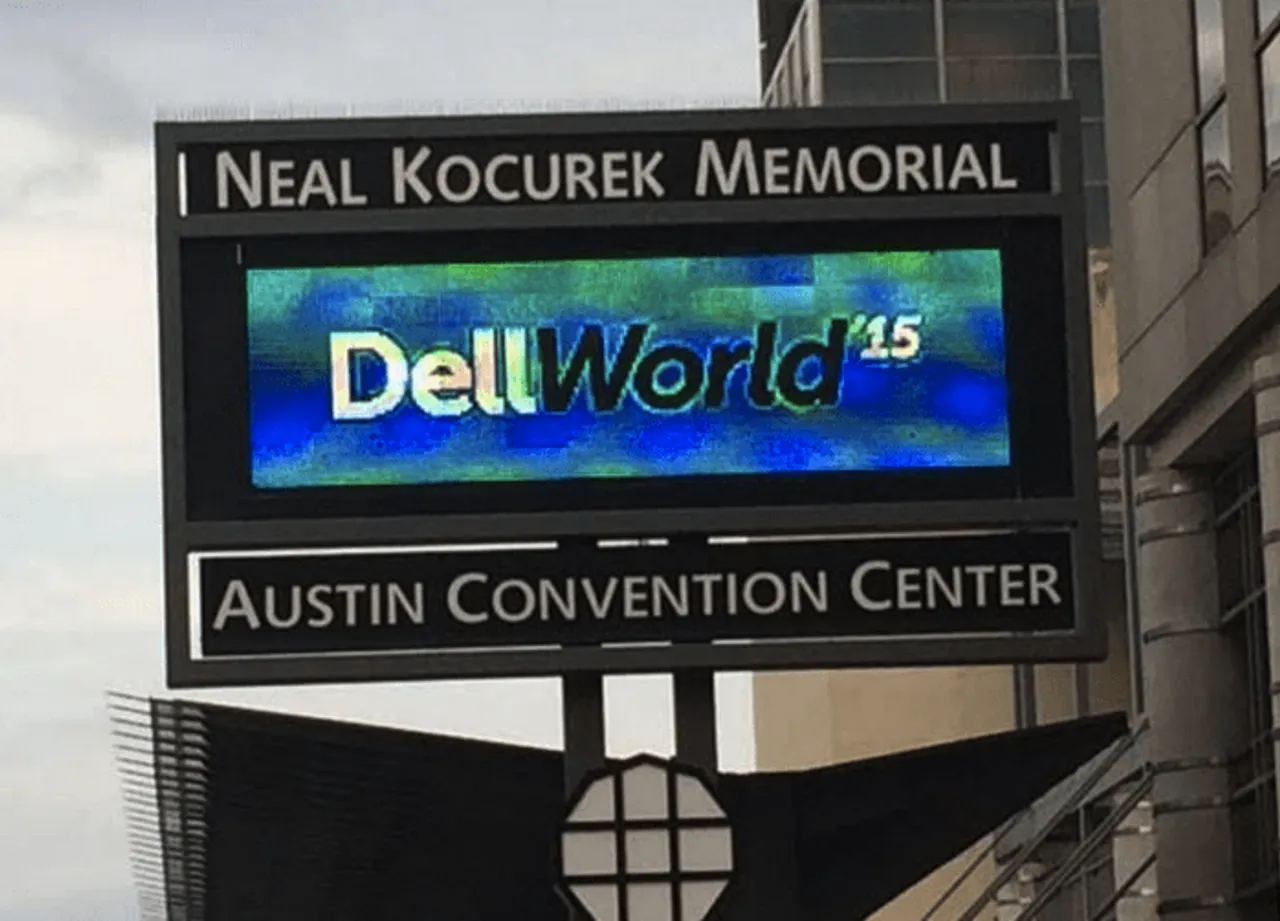 NEAL KOCUREK MEMORIAL
DellWorld'15
AUSTIN CONVENTION CENTER